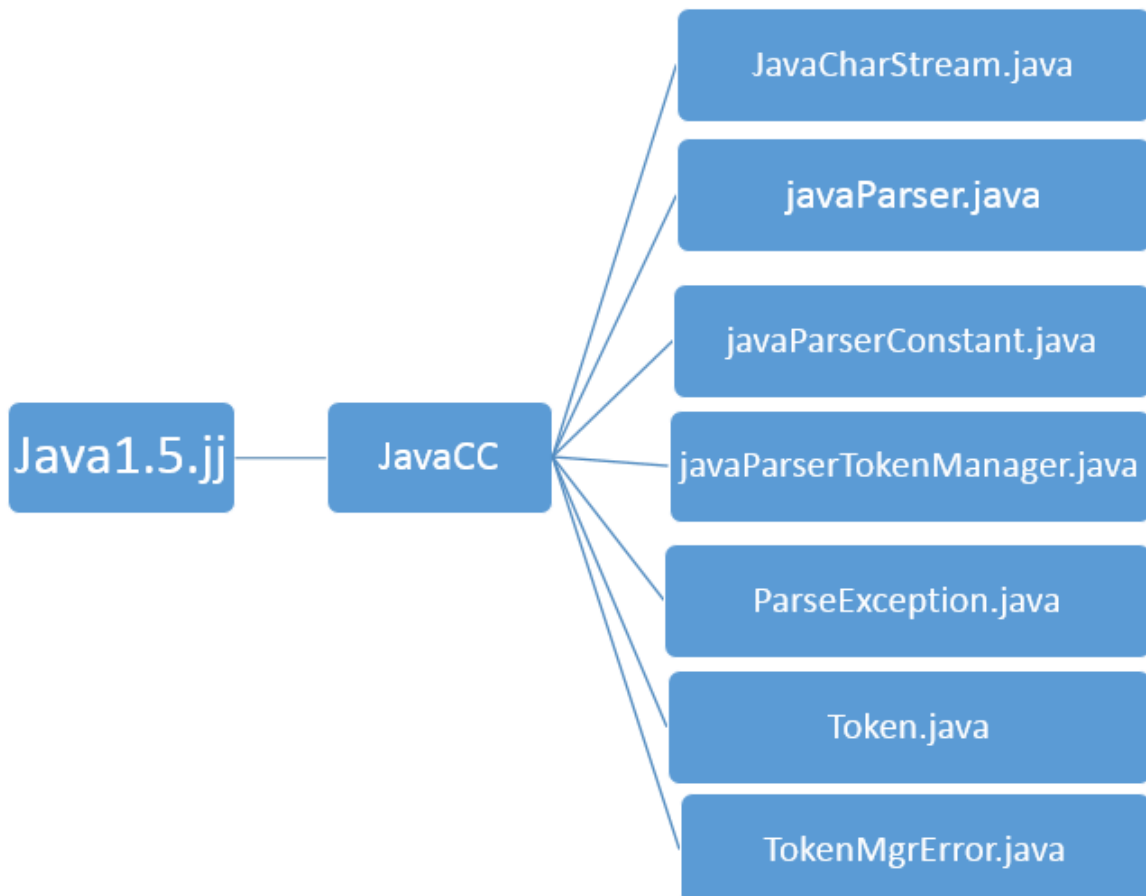 Java1.5.jj
JavaCC
JavaCharStream.java
javaParser.java
javaParserConstant.java
javaParserTokenManager.java
ParseException.java
Token.java
TokenMgrError.java